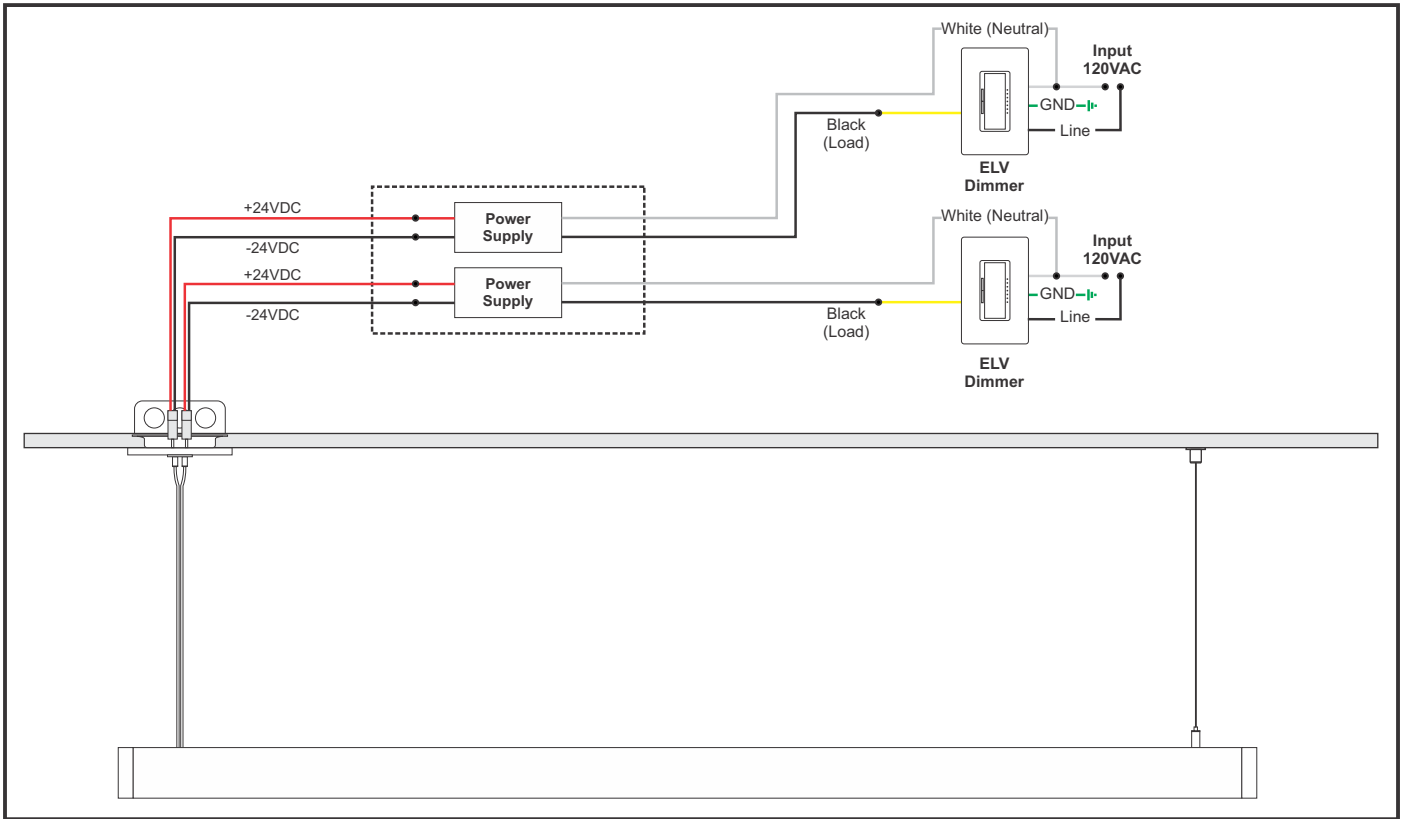 White (Neutral)
Input
120VAC
GND
Line
Black
(Load)
ELV
Dimmer
+24VDC
Power
Supply
-24VDC
White (Neutral)
Input
120VAC
+24VDC
Power
Supply
-24VDC
GND
Line
Black
(Load)
ELV
Dimmer